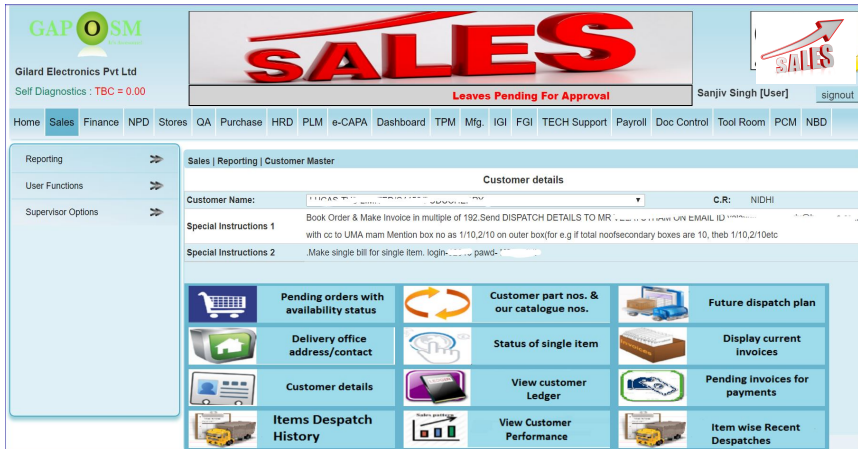 GAP O SM
SALES
SALES
Gilard Electronics Pvt Ltd
Self Diagnostics : TBC = 0.00
Leaves Pending For Approval
Sanjiv Singh [User]
signout
Home Sales Finance NPD Stores QA Purchase HRD PLM e-CAPA Dashboard TPM Mfg. IGI FGI TECH Support Payroll Doc Control Tool Room PCM NBD
Reporting
User Functions
Supervisor Options
Sales | Reporting | Customer Master
Customer details
Customer Name:
C.R: NIDHI
Special Instructions 1
Book Order & Make Invoice in multiple of 192.Send DISPATCH DETAILS TO MR ON EMAIL ID
with cc to UMA mam Mention box no as 1/10,2/10 on outer box(for e.g if total noofsecondary boxes are 10, theb 1/10,2/10etc
Special Instructions 2
.Make single bill for single item. login- pawd-
Pending orders with
availability status
Customer part nos. &
our catalogue nos.
Future dispatch plan
Delivery office
address/contact
Status of single item
Invoices
Display current
invoices
Customer details
View customer
Ledger
Pending invoices for
payments
Items Despatch
History
Sales pattern
View Customer
Performance
Item wise Recent
Despatches